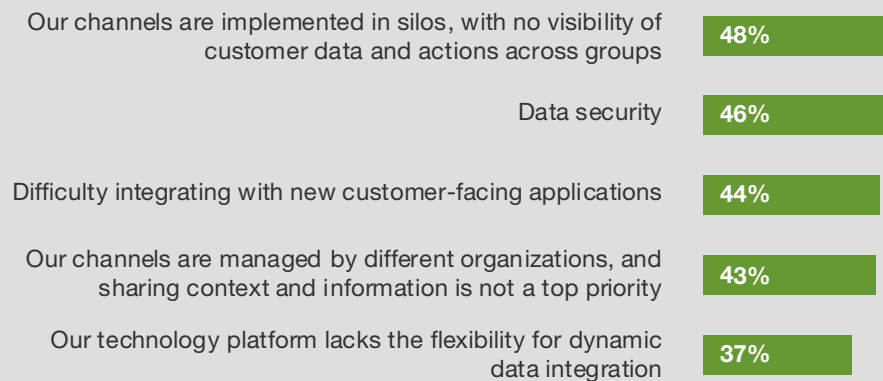 Our channels are implemented in silos, with no visibility of
customer data and actions across groups
48%
Data security
46%
Difficulty integrating with new customer-facing applications
44%
Our channels are managed by different organizations, and
sharing context and information is not a top priority
43%
Our technology platform lacks the flexibility for dynamic
data integration
37%